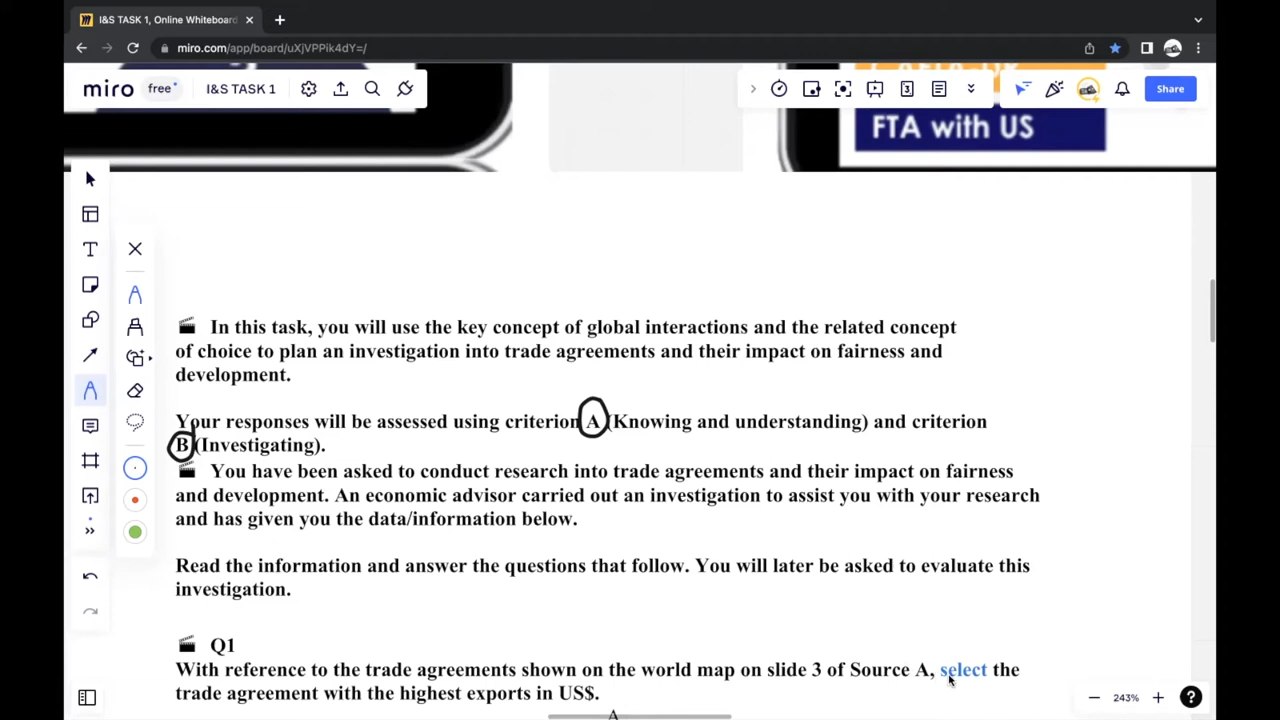 I&S TASK 1, Online Whiteboard
miro.com/app/board/uXjVPPik4dY=/
miro free I&S TASK 1
3
Share
FTA with US
In this task, you will use the key concept of global interactions and the related concept
of choice to plan an investigation into trade agreements and their impact on fairness and
development.
Your responses will be assessed using criterion A (Knowing and understanding) and criterion
B (Investigating).
You have been asked to conduct research into trade agreements and their impact on fairness
and development. An economic advisor carried out an investigation to assist you with your research
and has given you the data/information below.
Read the information and answer the questions that follow. You will later be asked to evaluate this
investigation.
Q1
With reference to the trade agreements shown on the world map on slide 3 of Source A, select the
trade agreement with the highest exports in US$.
A
243%